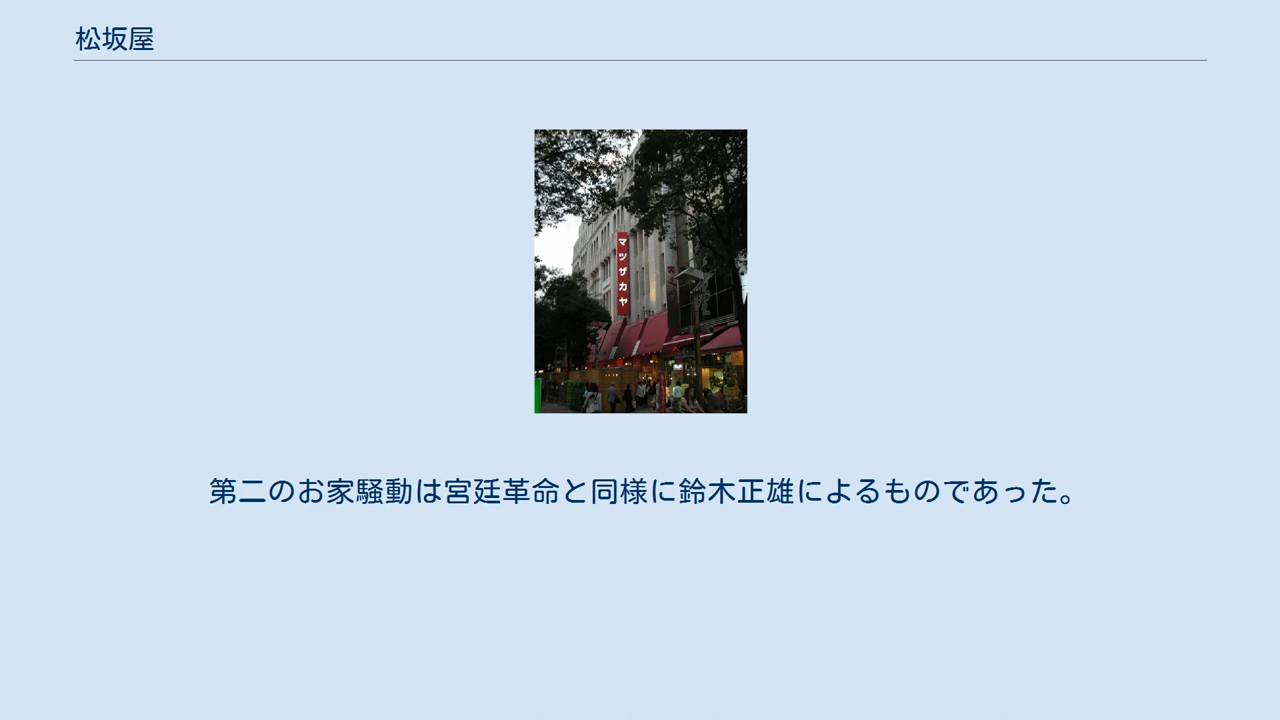 松坂屋
マツザカヤ
第二のお家騒動は宮廷革命と同様に鈴木正雄によるものであった。